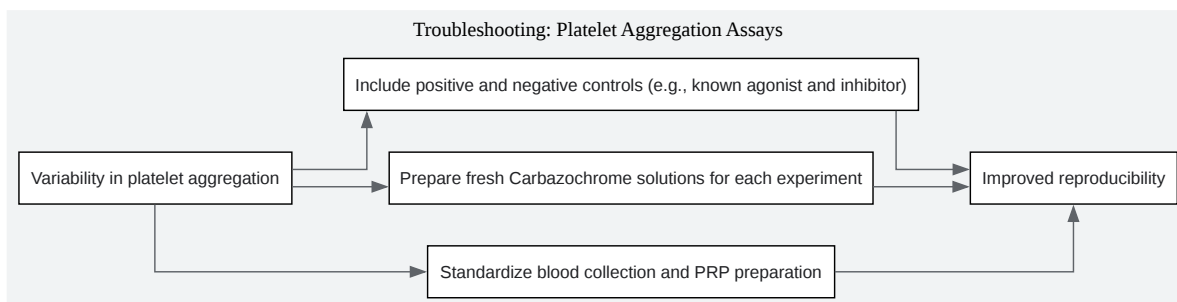 Troubleshooting: Platelet Aggregation Assays
Include positive and negative controls (e.g., known agonist and inhibitor)
Variability in platelet aggregation
Prepare fresh Carbazochrome solutions for each experiment
Improved reproducibility
Standardize blood collection and PRP preparation